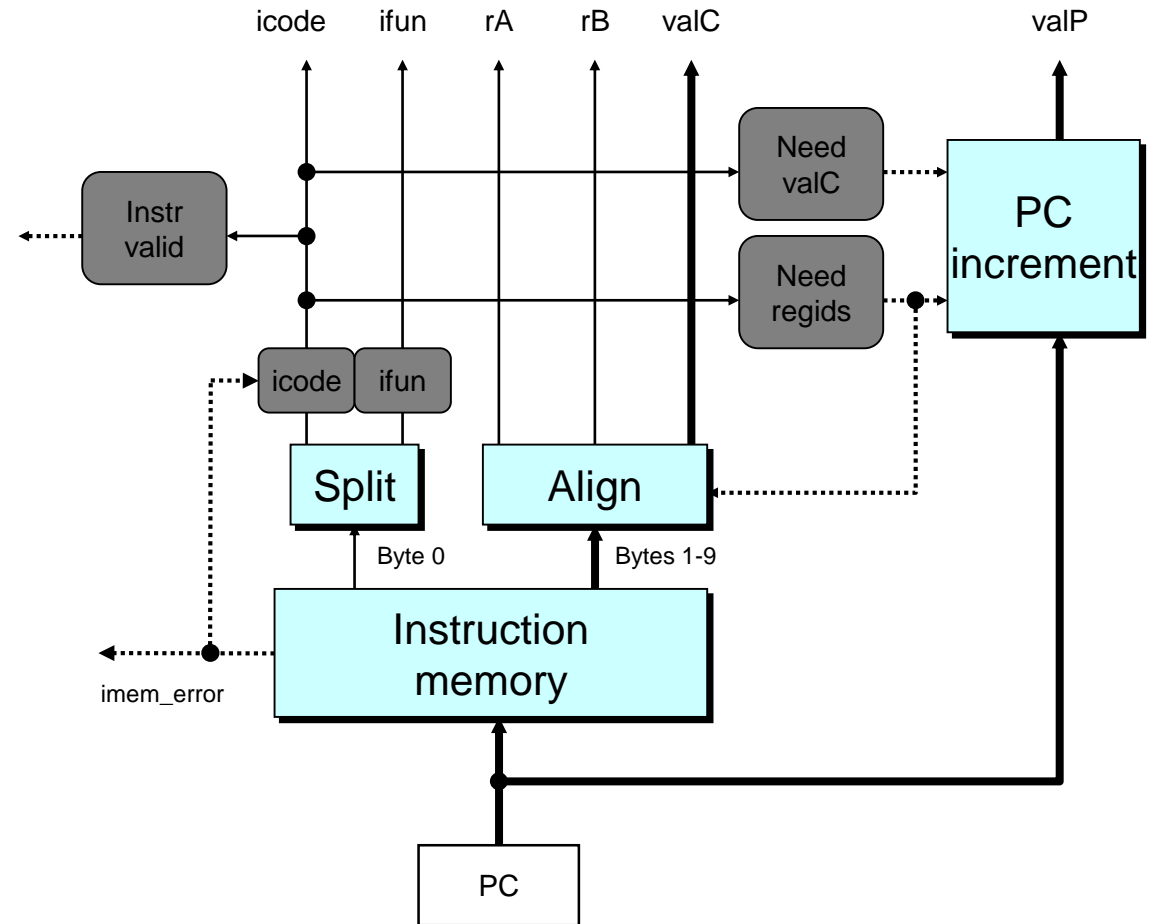 icode ifun rA rB valC valP
Need
valC
Instr
valid
PC
increment
Need
regids
icode ifun
Split
Align
Byte 0
Bytes 1-9
Instruction
memory
imem_error
PC